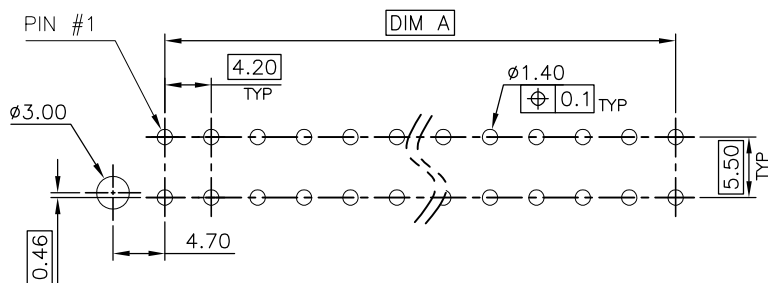 PIN #1
DIM A
4.20
TYP
ø1.40
⌖ 0.1 TYP
ø3.00
5.50
TYP
4.70
0.46